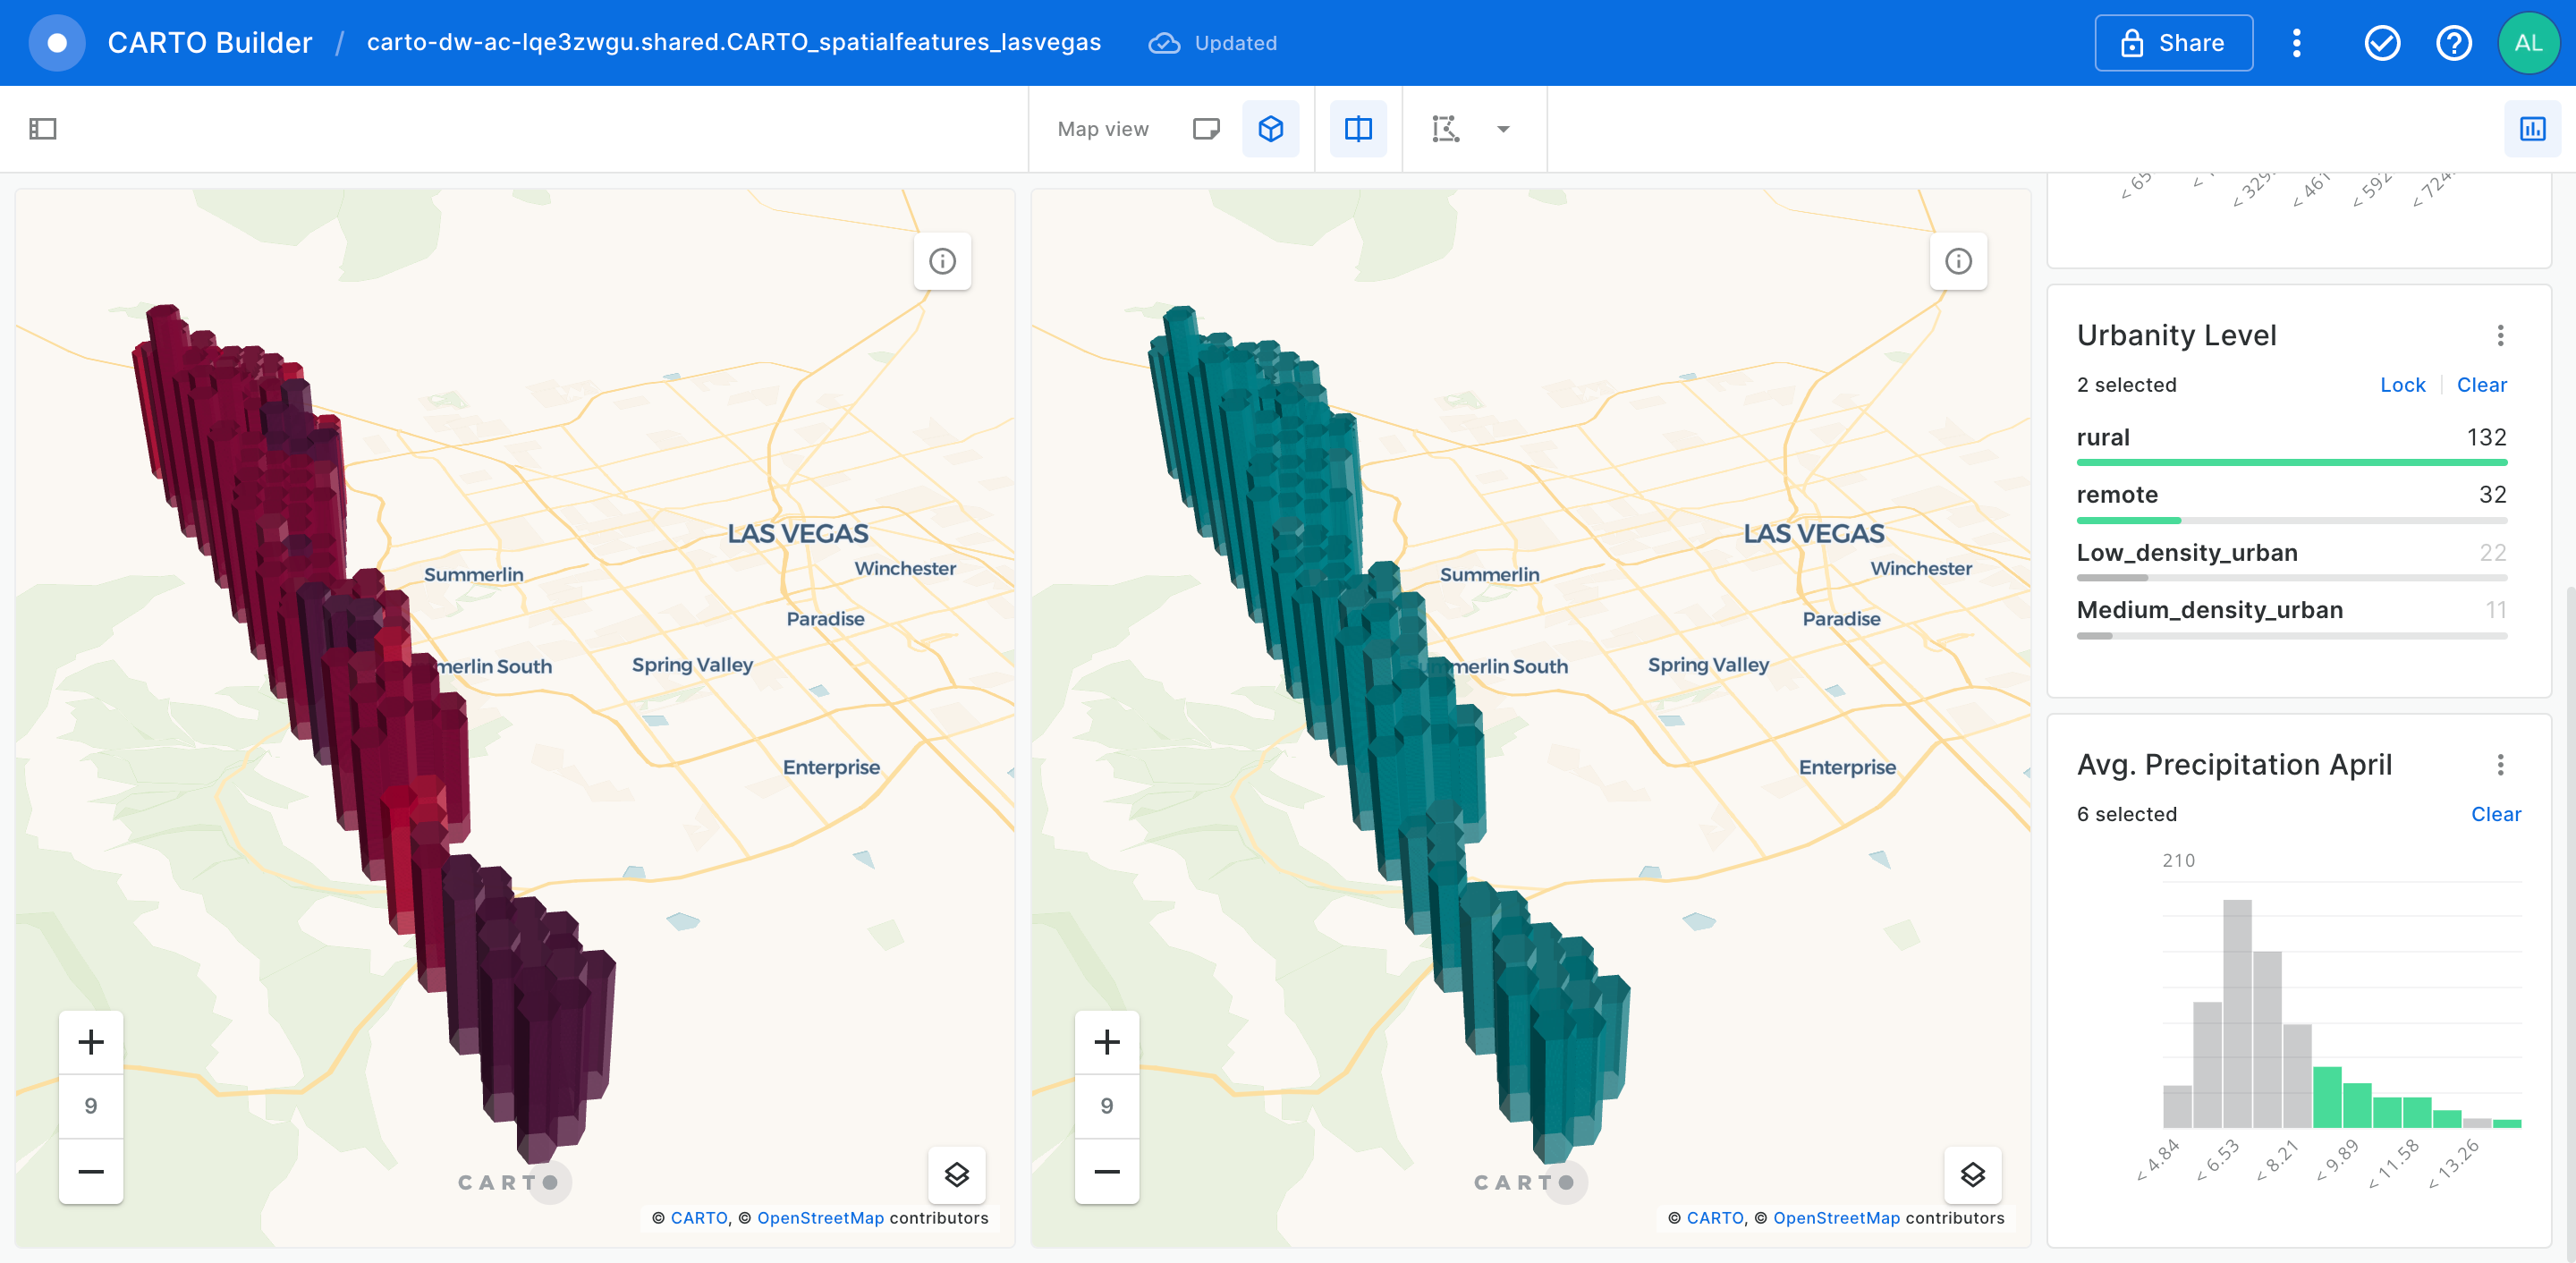 CARTO Builder / carto-dw-ac-lqe3zwgu.shared.CARTO_spatialfeatures_lasvegas Updated Share AL
Map view
LAS VEGAS
Winchester
Summerlin
Paradise
merlin South
Spring Valley
Enterprise
9
CARTO
© CARTO, © OpenStreetMap contributors
LAS VEGAS
Winchester
Summerlin
Paradise
Summerlin South
Spring Valley
Enterprise
9
CARTO
© CARTO, © OpenStreetMap contributors
< 65 < 329. < 461 < 592 < 724.
Urbanity Level
2 selected Lock Clear
rural 132
remote 32
Low_density_urban 22
Medium_density_urban 11
Avg. Precipitation April
6 selected Clear
210
< 4.84 < 6.53 < 8.21 < 9.89 < 11.58 < 13.26